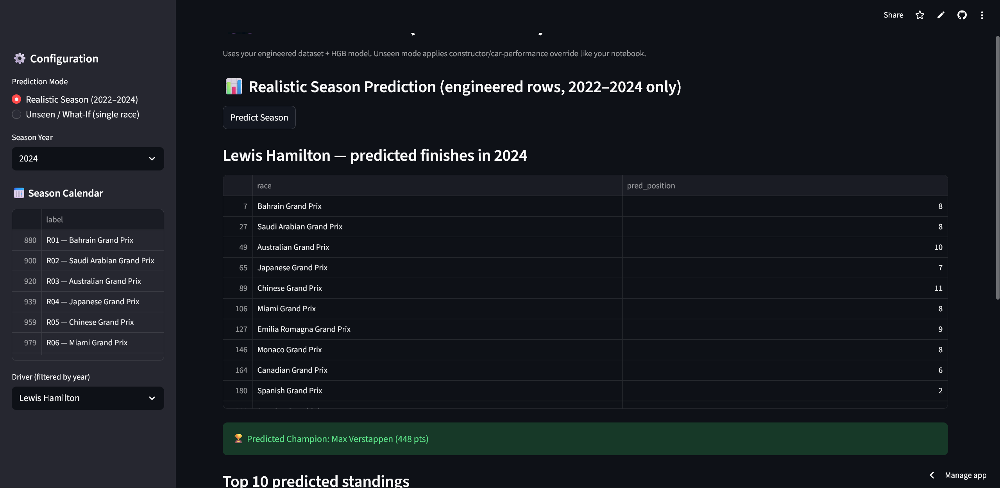 Share
Configuration
Prediction Mode
Realistic Season (2022–2024)
Unseen / What-If (single race)
Season Year
2024
Season Calendar
label
880 R01 — Bahrain Grand Prix
900 R02 — Saudi Arabian Grand Prix
920 R03 — Australian Grand Prix
939 R04 — Japanese Grand Prix
959 R05 — Chinese Grand Prix
979 R06 — Miami Grand Prix
Driver (filtered by year)
Lewis Hamilton
Uses your engineered dataset + HGB model. Unseen mode applies constructor/car-performance override like your notebook.
Realistic Season Prediction (engineered rows, 2022–2024 only)
Predict Season
Lewis Hamilton — predicted finishes in 2024
race pred_position
7 Bahrain Grand Prix 8
27 Saudi Arabian Grand Prix 8
49 Australian Grand Prix 10
65 Japanese Grand Prix 7
89 Chinese Grand Prix 11
106 Miami Grand Prix 8
127 Emilia Romagna Grand Prix 9
146 Monaco Grand Prix 8
164 Canadian Grand Prix 6
180 Spanish Grand Prix 2
Predicted Champion: Max Verstappen (448 pts)
Top 10 predicted standings
Manage app